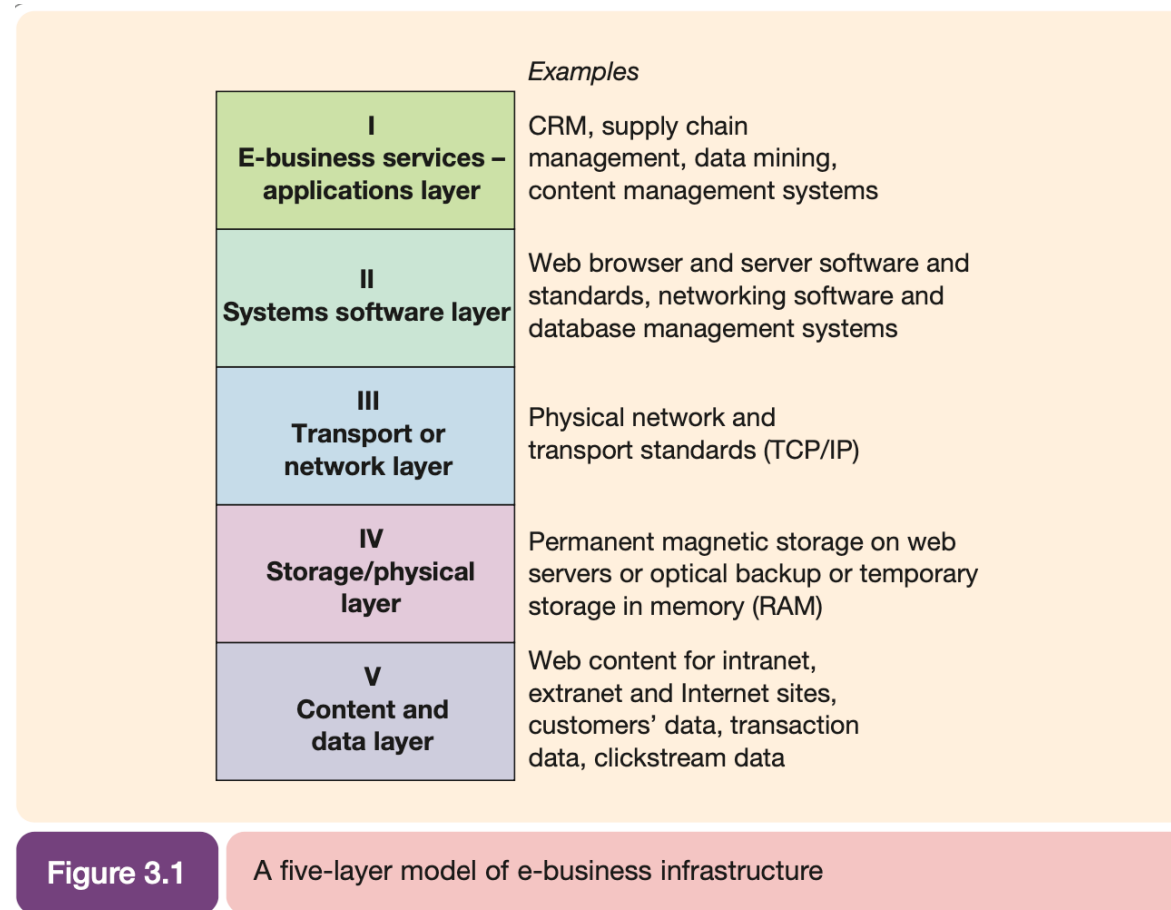 Examples
I
E-business services –
applications layer
CRM, supply chain
management, data mining,
content management systems
II
Systems software layer
Web browser and server software and
standards, networking software and
database management systems
III
Transport or
network layer
Physical network and
transport standards (TCP/IP)
IV
Storage/physical
layer
Permanent magnetic storage on web
servers or optical backup or temporary
storage in memory (RAM)
V
Content and
data layer
Web content for intranet,
extranet and Internet sites,
customers’ data, transaction
data, clickstream data
Figure 3.1
A five-layer model of e-business infrastructure